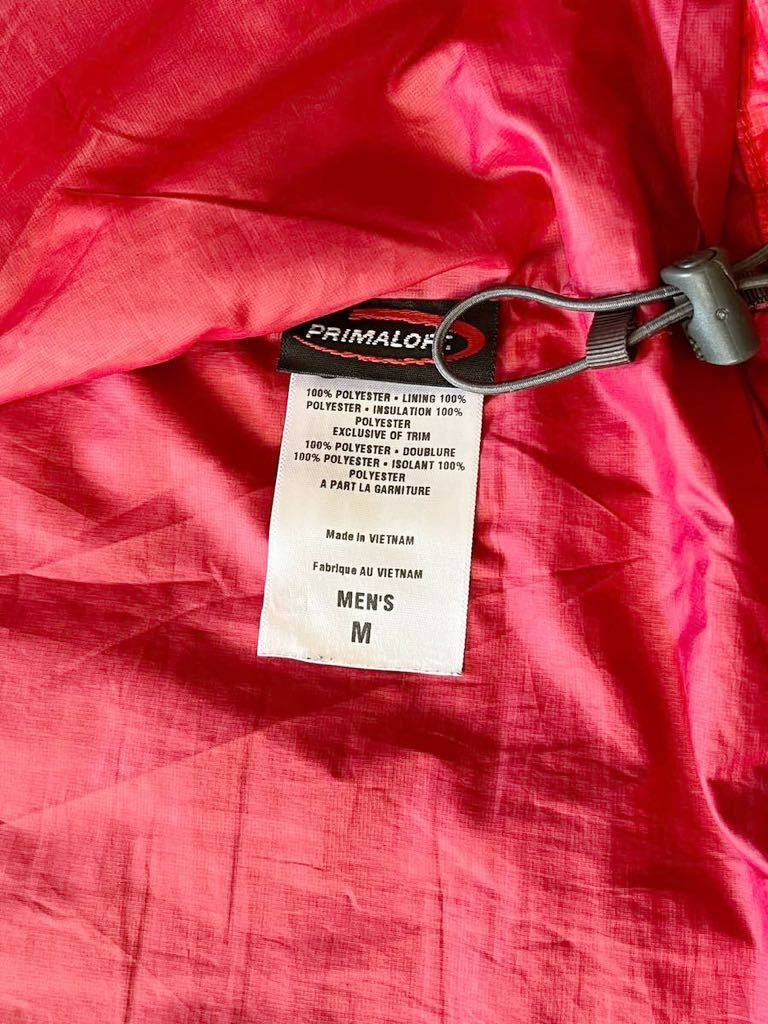 PRIMALOFT
100% POLYESTER • LINING 100%
POLYESTER • INSULATION 100%
POLYESTER
EXCLUSIVE OF TRIM
100% POLYESTER • DOUBLURE
100% POLYESTER • ISOLANT 100%
POLYESTER
A PART LA GARNITURE
Made in VIETNAM
Fabrique AU VIETNAM
MEN'S
M